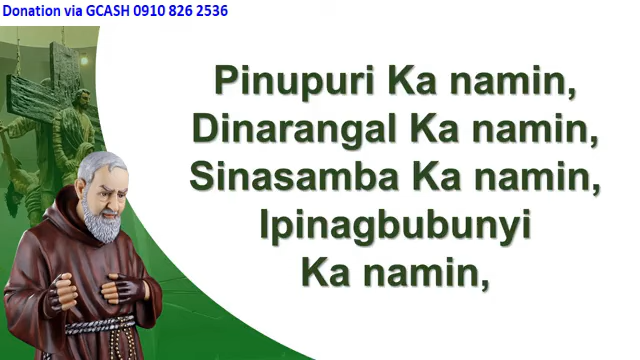 Donation via GCASH 0910 826 2536
Pinupuri Ka namin,
Dinarangal Ka namin,
Sinasamba Ka namin,
Ipinagbubunyi
Ka namin,